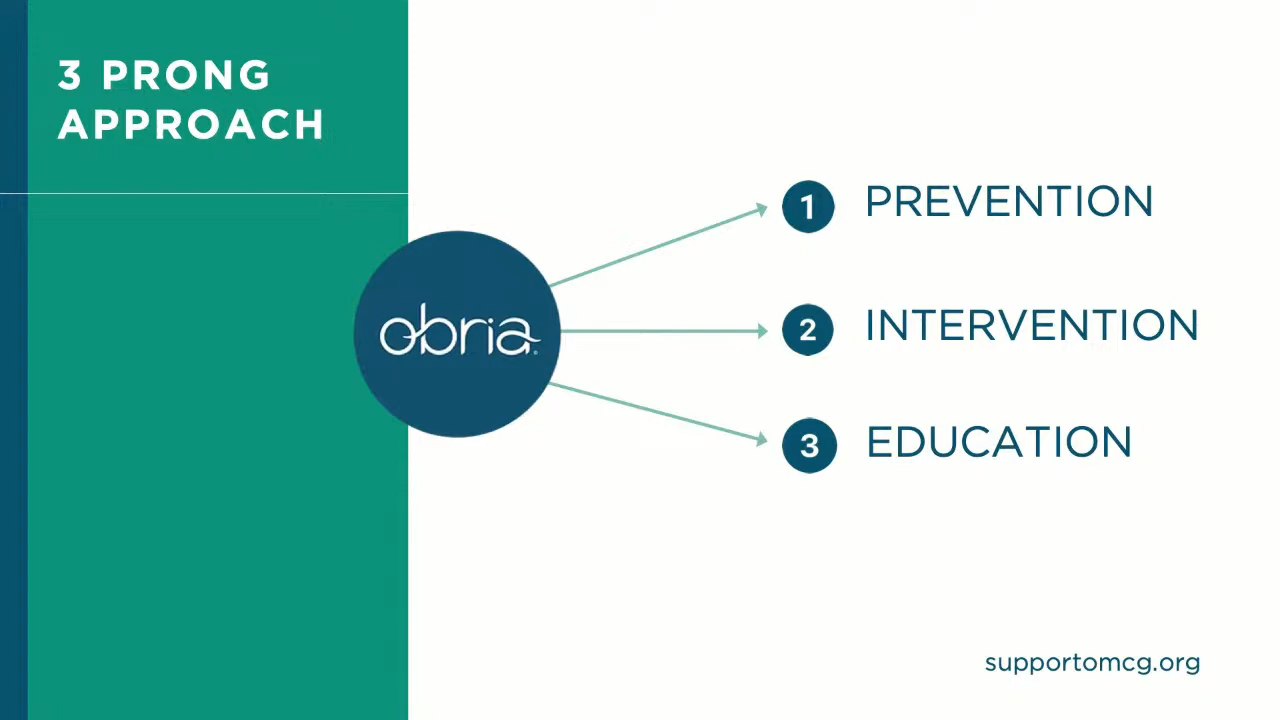 3 PRONG
APPROACH
obria®
1 PREVENTION
2 INTERVENTION
3 EDUCATION
supportomcg.org